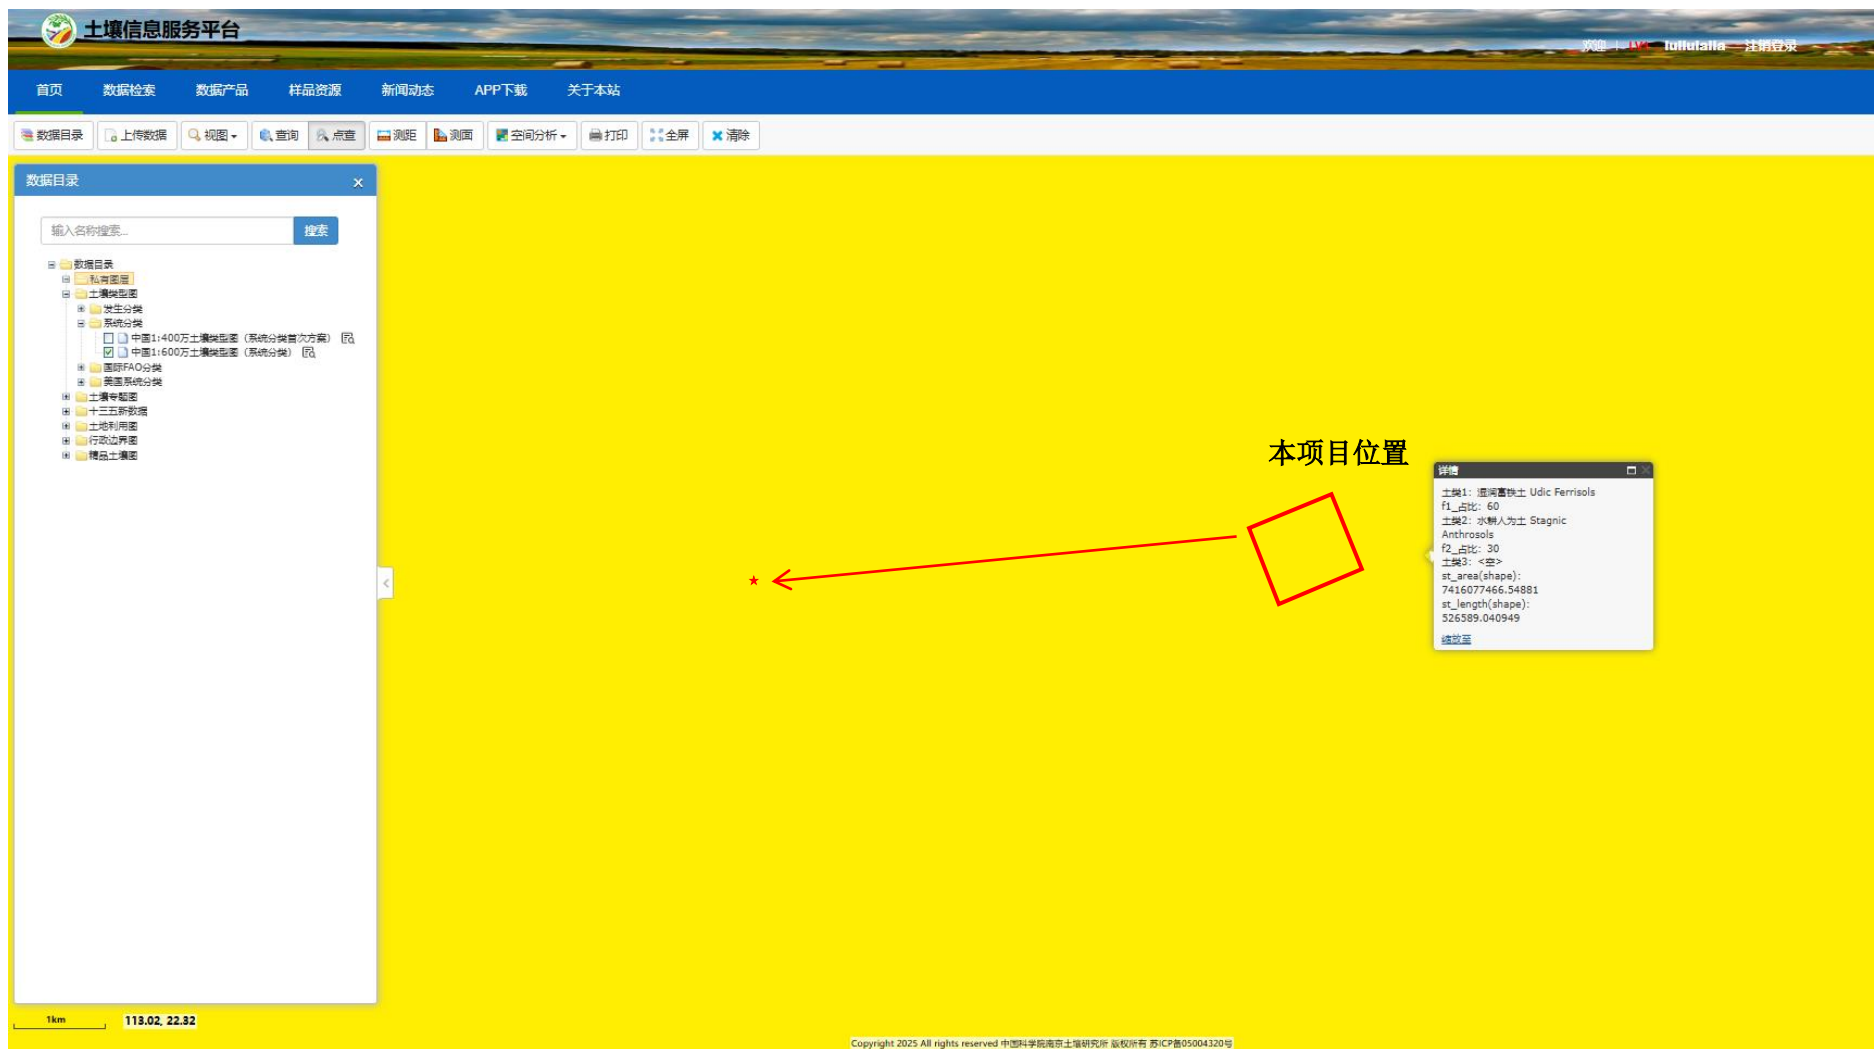 土壤信息服务平台
欢迎 | LV1 lullulalla 注销登录
首页 数据检索 数据产品 样品资源 新闻动态 APP下载 关于本站
数据目录 上传数据 视图 查询 点查 测距 测面 空间分析 打印 全屏 清除
数据目录
输入名称搜索... 搜索
数据目录
私有图层
土壤类型图
发生分类
系统分类
中国1:400万土壤类型图（系统分类首次方案）
中国1:600万土壤类型图（系统分类）
国际FAO分类
美国系统分类
土壤专题图
十三五新数据
土地利用图
行政边界图
精品土壤图
本项目位置
详情
土类1: 湿润富铁土 Udic Ferrisols
f1_占比: 60
土类2: 水耕人为土 Stagnic
Anthrosols
f2_占比: 30
土类3: <空>
st_area(shape):
7416077466.54881
st_length(shape):
526589.040949
缩放至
1km
113.02, 22.32
Copyright 2025 All rights reserved 中国科学院南京土壤研究所 版权所有 苏ICP备05004320号